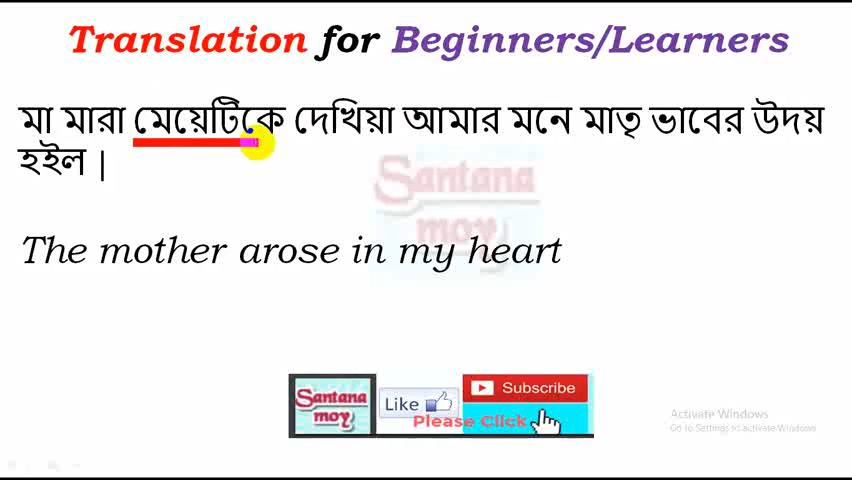 Translation for Beginners/Learners
মা মারা মেয়েটিকে দেখিয়া আমার মনে মাতৃ ভাবের উদয়
হইল |
Santana
moy
The mother arose in my heart
Santana
moy
Like
Subscribe
Please Click
Activate Windows
Go to Settings to activate Windows